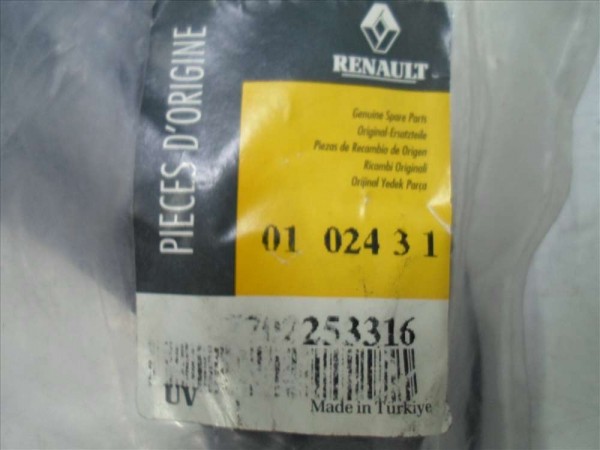 RENAULT
PIECES D'ORIGINE
Genuine Spare Parts
Original-Ersatzteile
Piezas de Recambio de Origen
Ricambi Originali
Orijinal Yedek Parca
01 024 3 1
253316
UV
Made in Türkiye